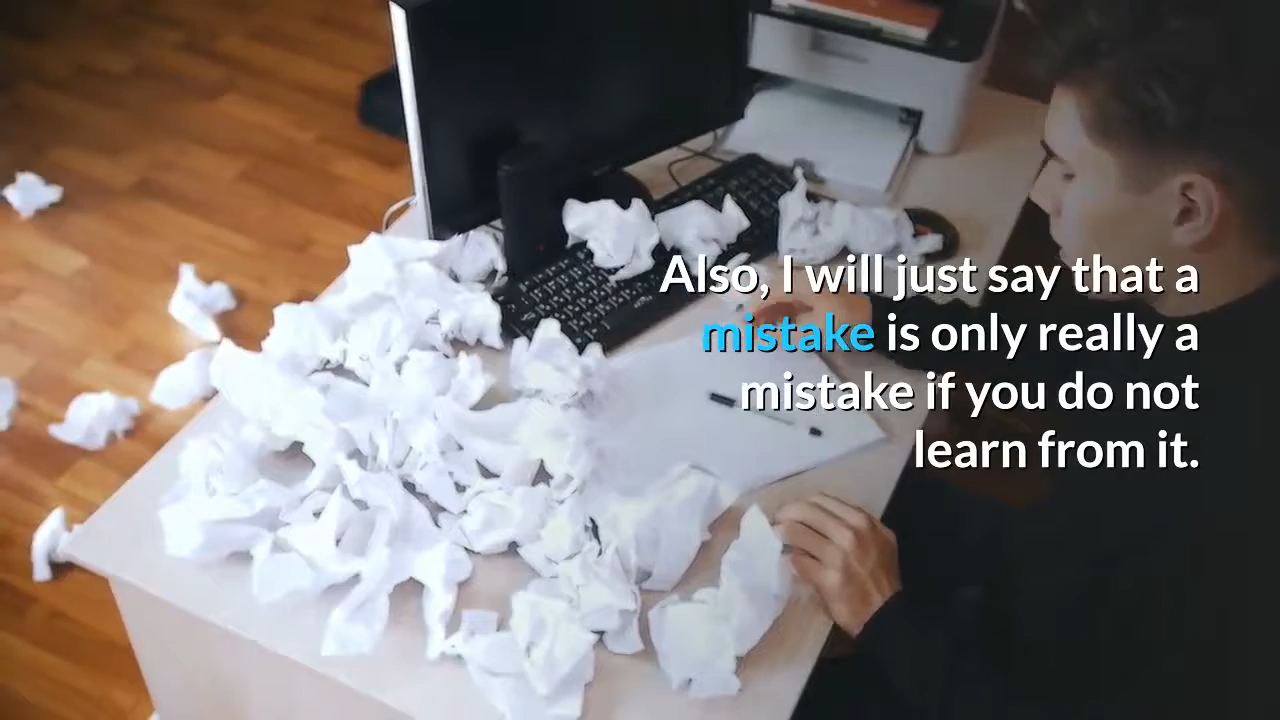 Also, I will just say that a
mistake is only really a
mistake if you do not
learn from it.